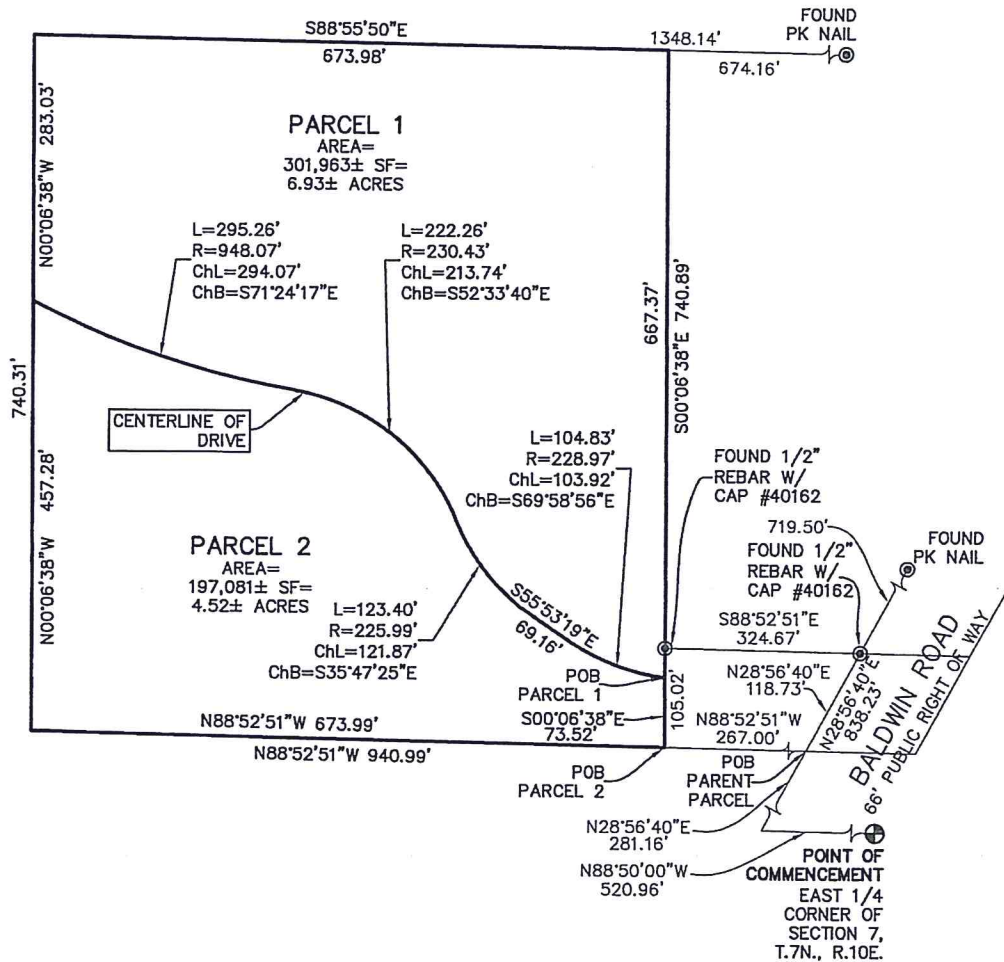 S88°55'50"E
673.98'
1348.14'
674.16'
FOUND
PK NAIL
N00°06'38"W 283.03'
PARCEL 1
AREA=
301,963± SF=
6.93± ACRES
L=295.26'
R=948.07'
ChL=294.07'
ChB=S71°24'17"E
L=222.26'
R=230.43'
ChL=213.74'
ChB=S52°33'40"E
667.37'
S00°06'38"E 740.89'
740.31'
CENTERLINE OF
DRIVE
L=104.83'
R=228.97'
ChL=103.92'
ChB=S69°58'56"E
FOUND 1/2"
REBAR W/
CAP #40162
719.50'
FOUND
PK NAIL
FOUND 1/2"
REBAR W/
CAP #40162
N00°06'38"W 457.28'
PARCEL 2
AREA=
197,081± SF=
4.52± ACRES
L=123.40'
R=225.99'
ChL=121.87'
ChB=S35°47'25"E
S55°53'19"E
69.16'
S88°52'51"E
324.67'
POB
PARCEL 1
105.02'
S00°06'38"E
73.52'
N28°56'40"E
118.73'
N88°52'51"W
267.00'
N28°56'40"E
838.23'
BALDWIN ROAD
66' PUBLIC RIGHT OF WAY
N88°52'51"W 673.99'
N88°52'51"W 940.99'
POB
PARCEL 2
POB
PARENT
PARCEL
N28°56'40"E
281.16'
N88°50'00"W
520.96'
POINT OF
COMMENCEMENT
EAST 1/4
CORNER OF
SECTION 7,
T.7N., R.10E.